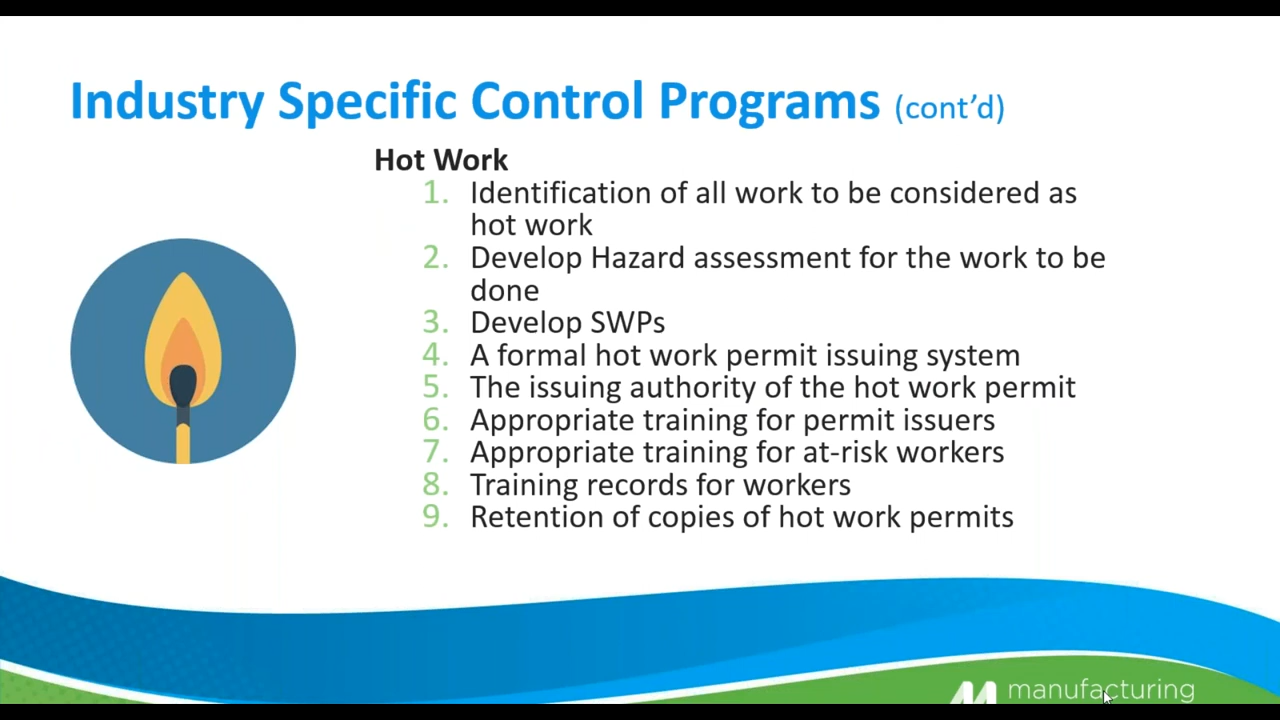 Industry Specific Control Programs (cont'd)
Hot Work
1. Identification of all work to be considered as
hot work
2. Develop Hazard assessment for the work to be
done
3. Develop SWPs
4. A formal hot work permit issuing system
5. The issuing authority of the hot work permit
6. Appropriate training for permit issuers
7. Appropriate training for at-risk workers
8. Training records for workers
9. Retention of copies of hot work permits
manufacturing